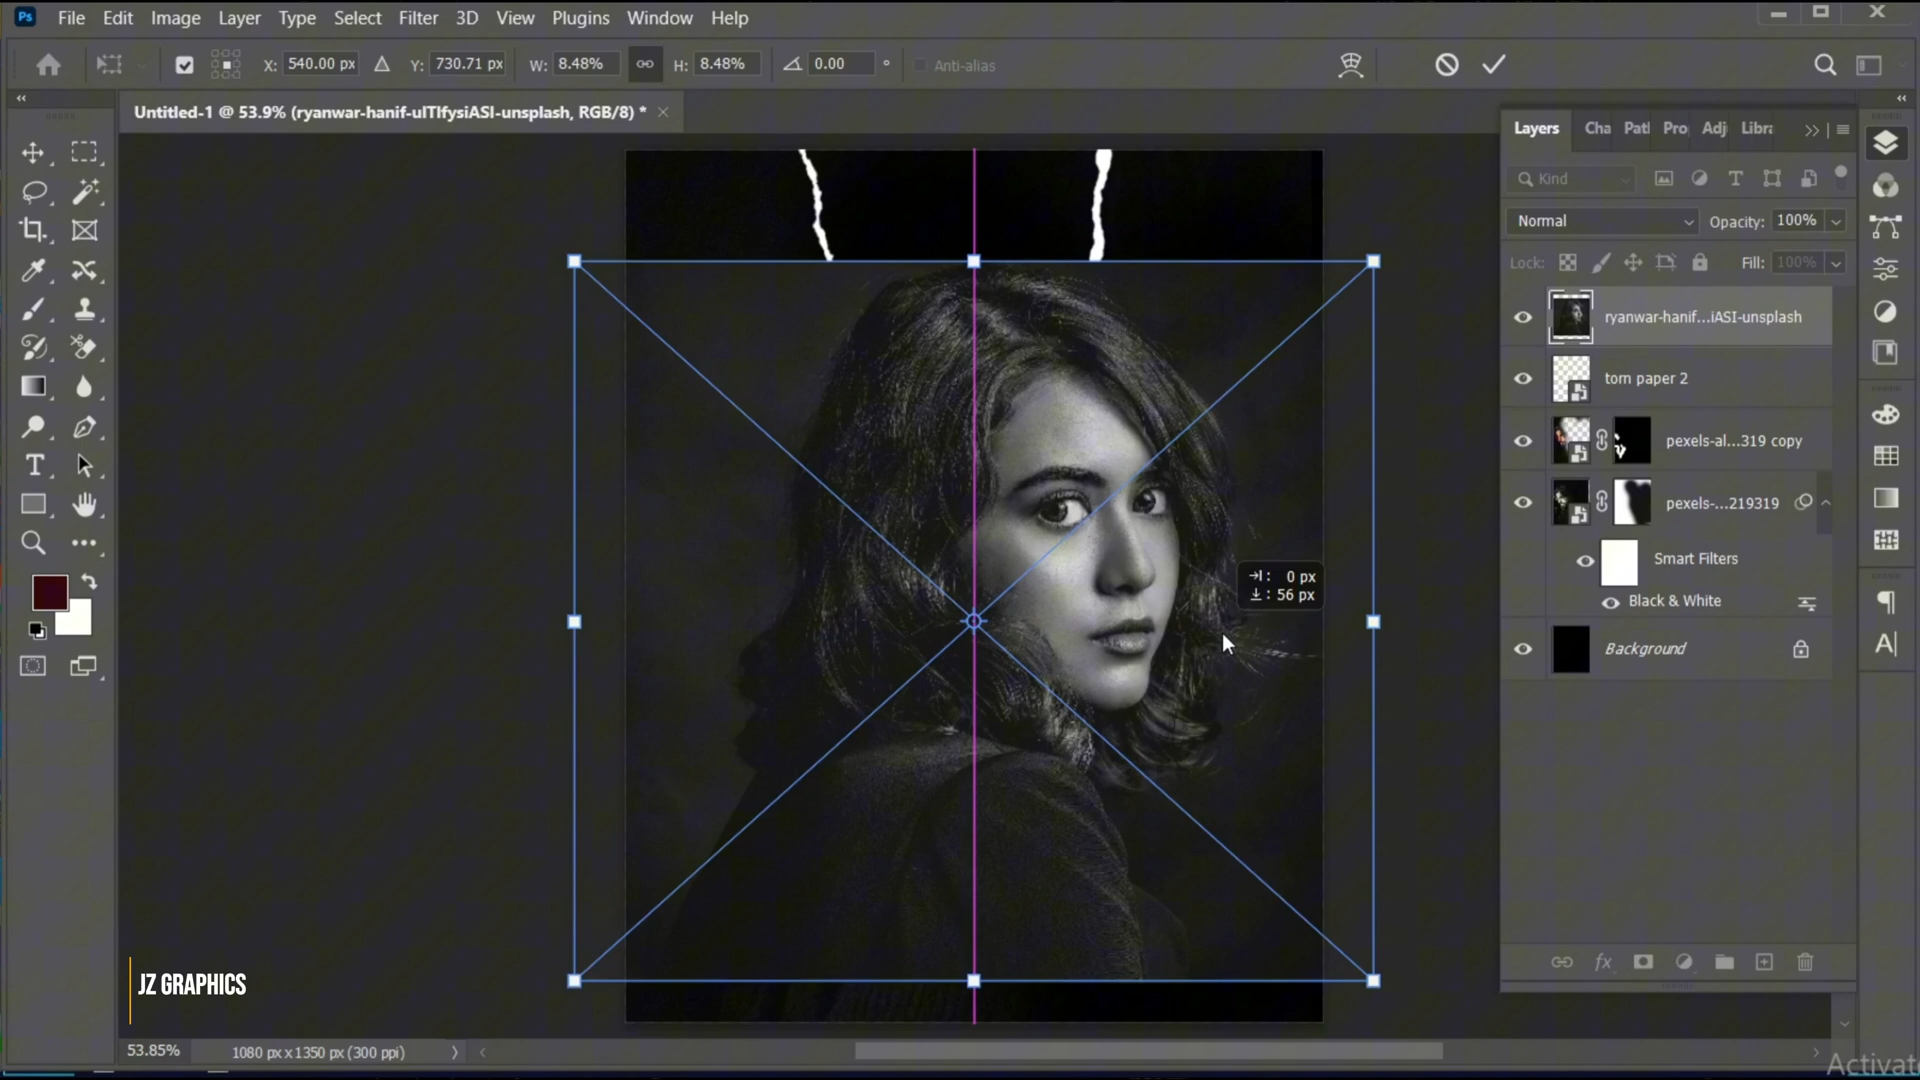 Ps File Edit Image Layer Type Select Filter 3D View Plugins Window Help
X: 540.00 px Y: 730.71 px W: 8.48% H: 8.48% 0.00 ° Anti-alias
Untitled-1 @ 53.9% (ryanwar-hanif-ulTlfysiASI-unsplash, RGB/8) *
Layers Cha Patl Pro Adj Libra
Kind
Normal Opacity: 100%
Lock: Fill: 100%
ryanwar-hanif...iASI-unsplash
torn paper 2
pexels-al...319 copy
pexels-...219319
Smart Filters
Black & White
Background
0 px
56 px
JZ GRAPHICS
53.85% 1080 px x 1350 px (300 ppi)
Activat